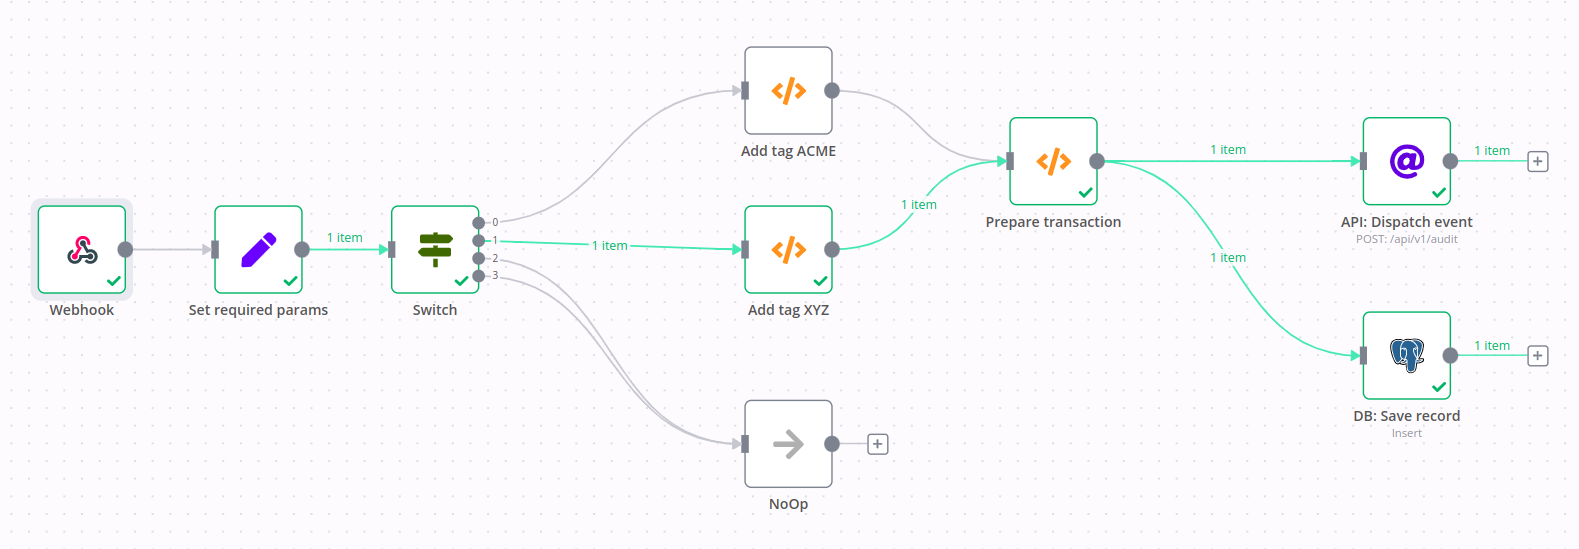 Webhook
Set required params
1 item
Switch
0
1
2
3
1 item
Add tag ACME
Add tag XYZ
NoOp
1 item
Prepare transaction
1 item
1 item
API: Dispatch event
POST: /api/v1/audit
1 item
DB: Save record
Insert
1 item